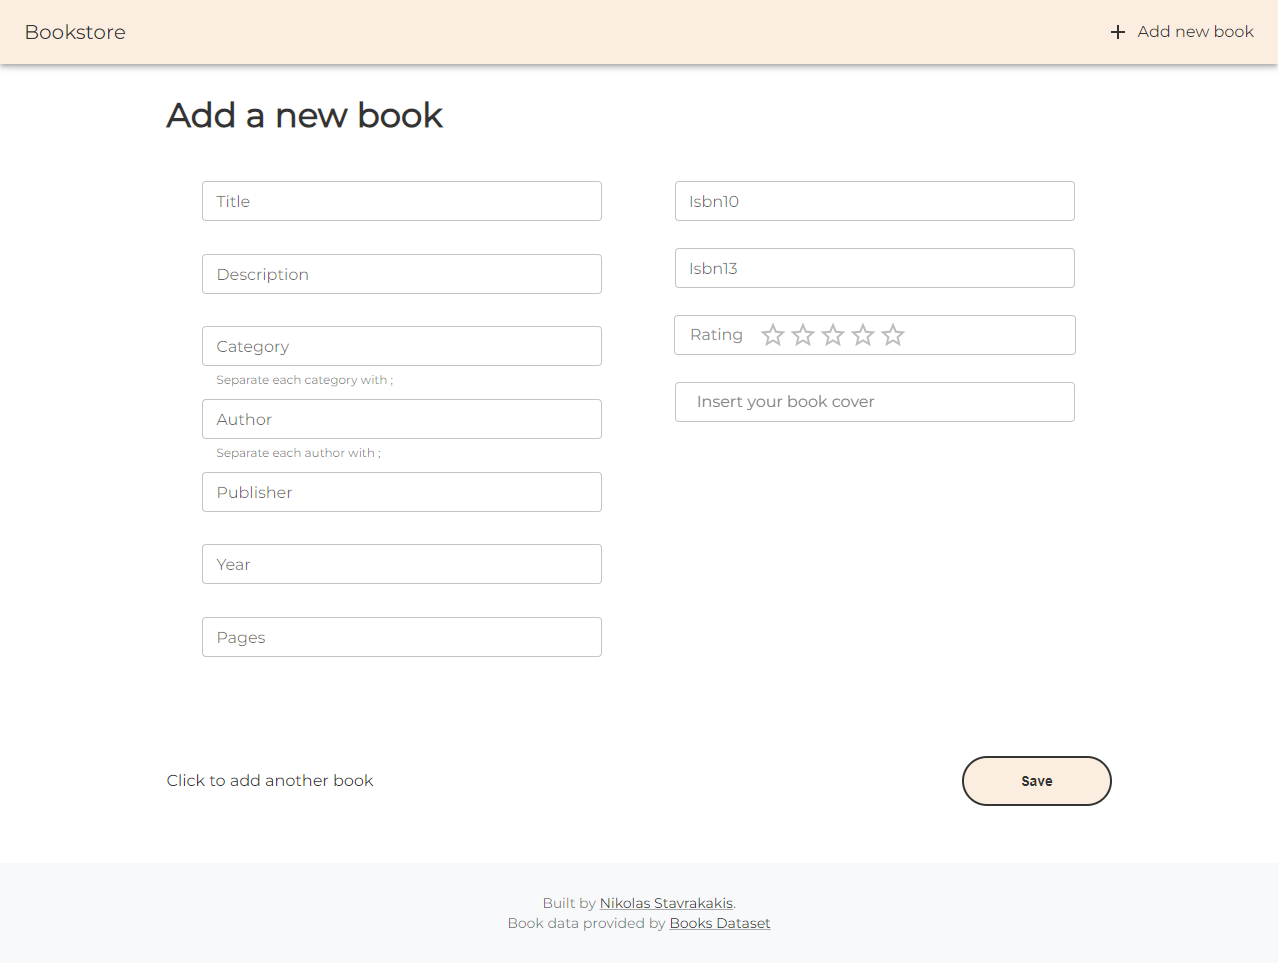 Bookstore
Add new book
Add a new book
Title
Description
Category
Separate each category with ;
Author
Separate each author with ;
Publisher
Year
Pages
Isbn10
Isbn13
Rating
Insert your book cover
Click to add another book
Save
Built by Nikolas Stavrakakis.
Book data provided by Books Dataset